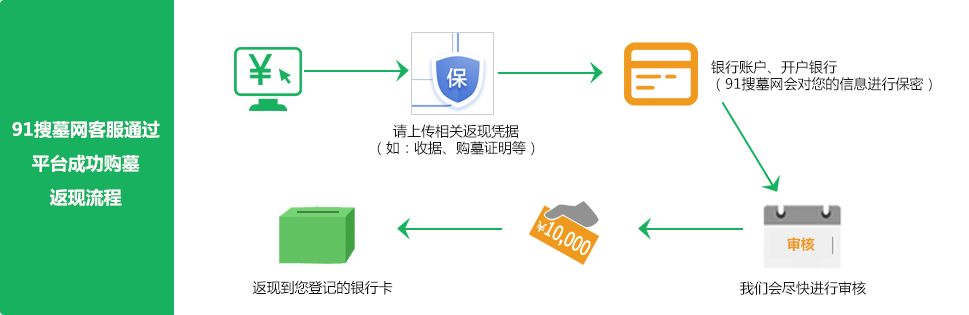 91搜墓网客服通过
平台成功购墓
返现流程
¥
保
请上传相关返现凭据
（如：收据、购墓证明等）
银行账户、开户银行
（91搜墓网会对您的信息进行保密）
审核
我们会尽快进行审核
¥10,000
返现到您登记的银行卡